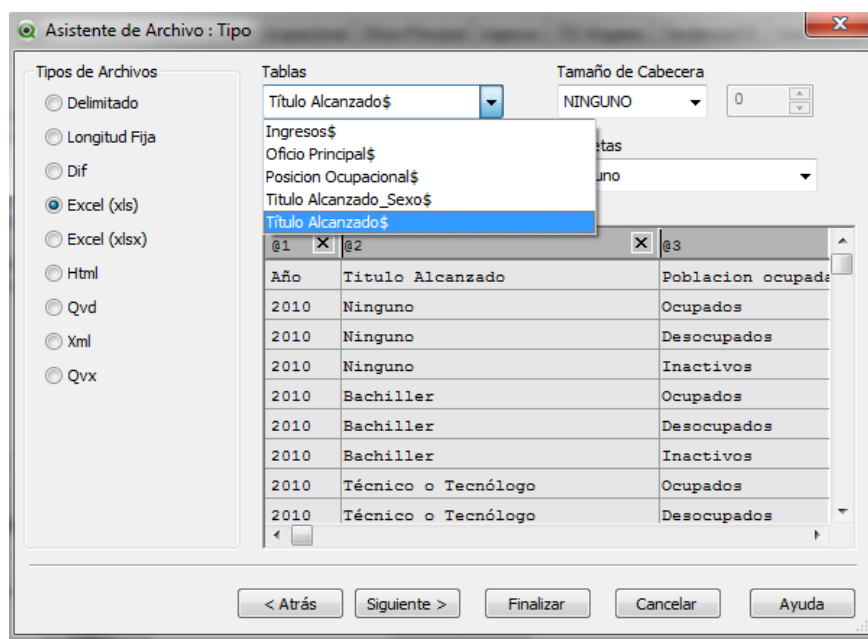 Asistente de Archivo : Tipo
Tipos de Archivos
Delimitado
Longitud Fija
Dif
Excel (xls)
Excel (xlsx)
Html
Qvd
Xml
Qvx
Tablas
Título Alcanzado$
Ingresos$
Oficio Principal$
Posicion Ocupacional$
Titulo Alcanzado_Sexo$
Título Alcanzado$
Tamaño de Cabecera
NINGUNO
0
etas
uno
@1 @2 @3
Año Titulo Alcanzado Poblacion ocupada
2010 Ninguno Ocupados
2010 Ninguno Desocupados
2010 Ninguno Inactivos
2010 Bachiller Ocupados
2010 Bachiller Desocupados
2010 Bachiller Inactivos
2010 Técnico o Tecnólogo Ocupados
2010 Técnico o Tecnólogo Desocupados
< Atrás Siguiente > Finalizar Cancelar Ayuda